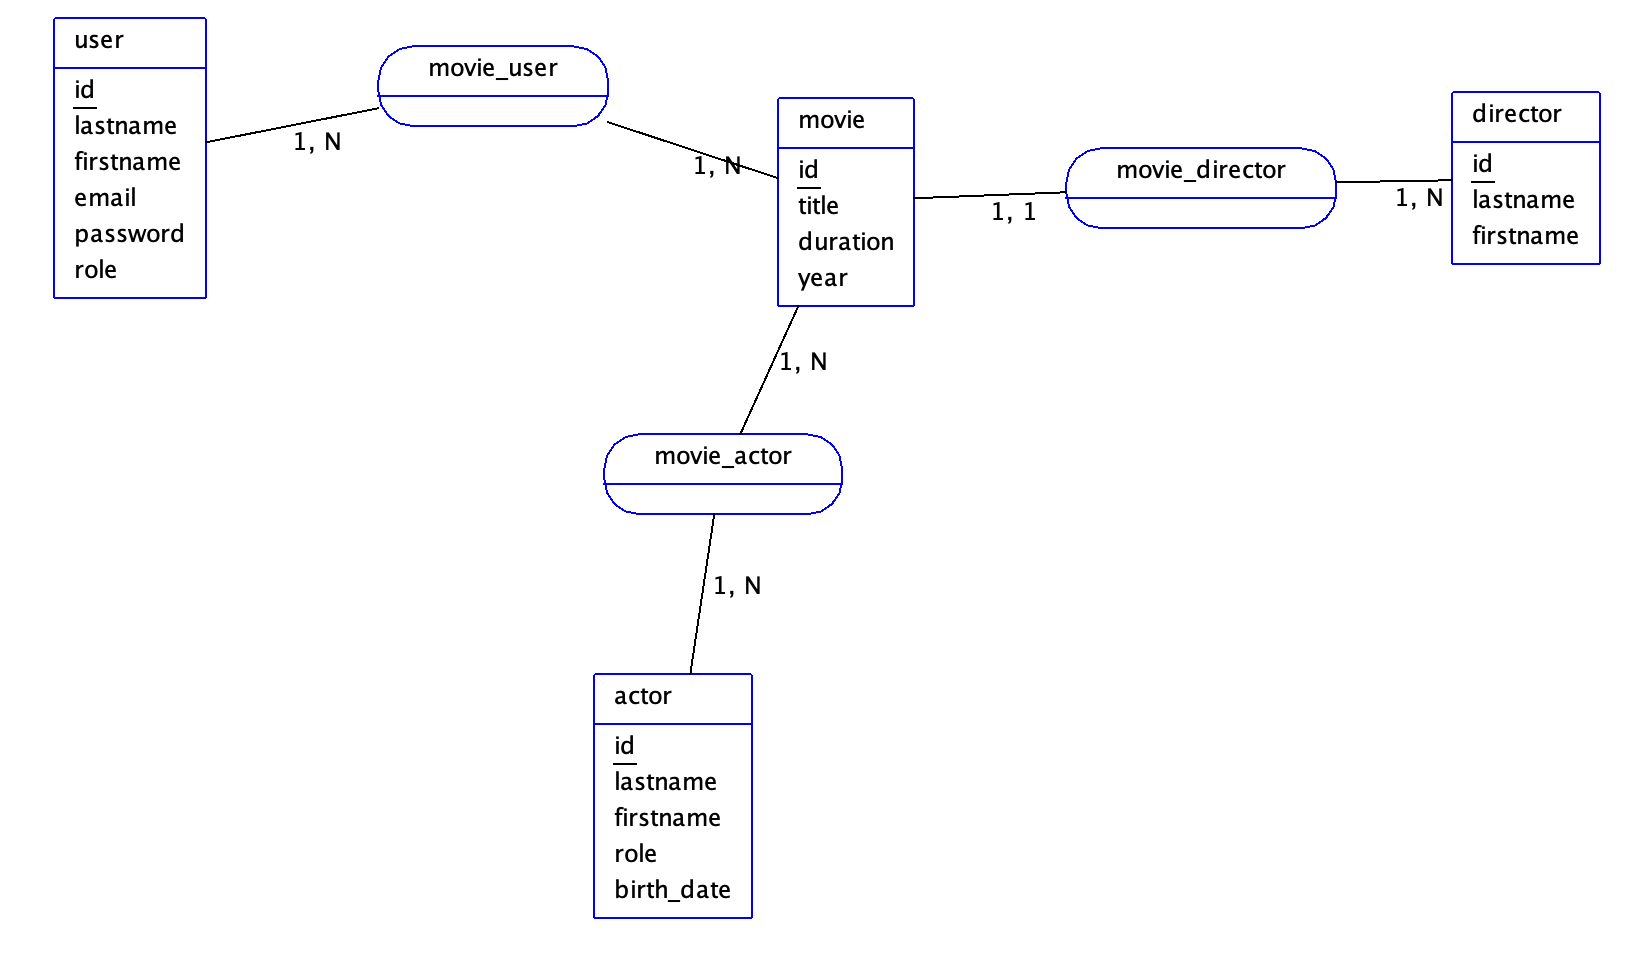 user
id
lastname
firstname
email
password
role
1, N
movie_user
1, N
movie
id
title
duration
year
1, 1
movie_director
1, N
director
id
lastname
firstname
1, N
movie_actor
1, N
actor
id
lastname
firstname
role
birth_date